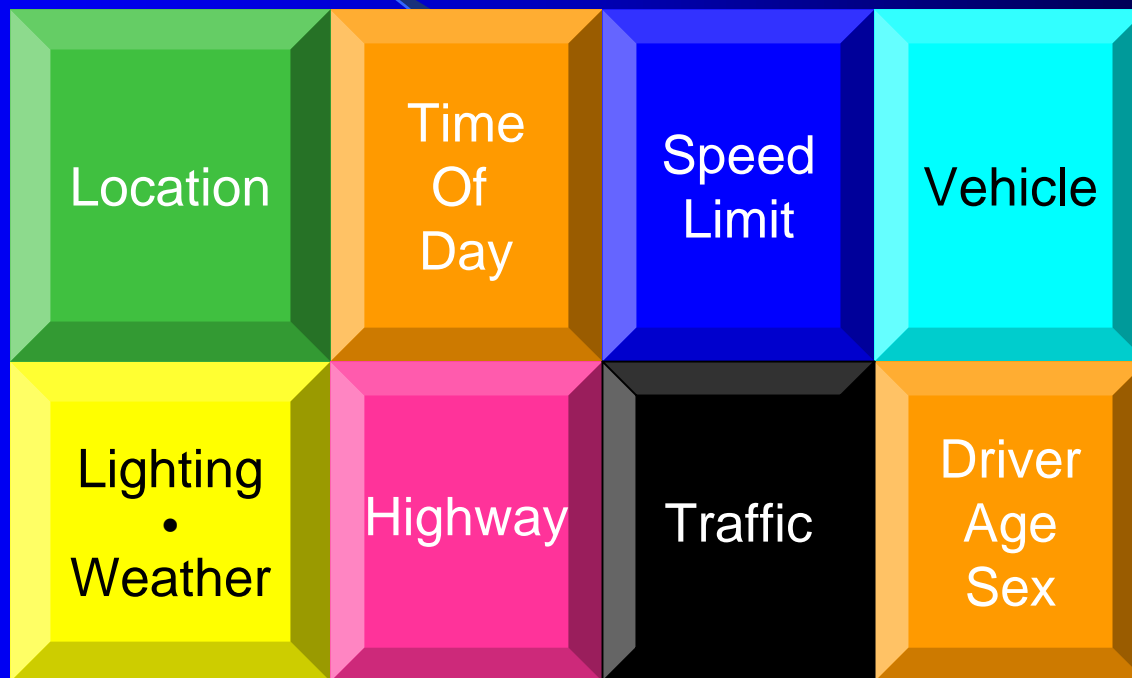 Location
Time
Of
Day
Speed
Limit
Vehicle
Lighting
•
Weather
Highway
Traffic
Driver
Age
Sex